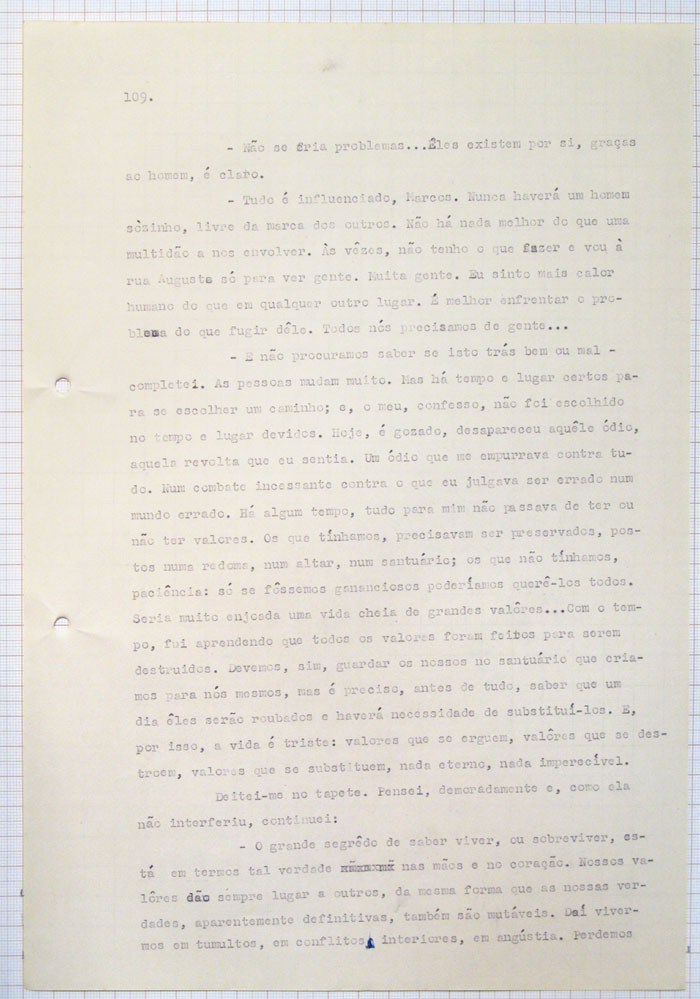 109.
- Não se cria problemas...Êles existem por si, graças
ao homem, é claro.
- Tudo é influenciado, Marcos. Nunca haverá um homem
sòzinho, livre da marca dos outros. Não há nada melhor do que uma
multidão a nos envolver. Às vêzes, não tenho o que fazer e vou à
rua Augusta só para ver gente. Muita gente. Eu sinto mais calor
humano do que em qualquer outro lugar. É melhor enfrentar o pro-
blema do que fugir dêle. Todos nós precisamos de gente...
- E não procuramos saber se isto trás bem ou mal -
completei. As pessoas mudam muito. Mas há tempo e lugar certos pa-
ra se escolher um caminho; e, o meu, confesso, não foi escolhido
no tempo e lugar devidos. Hoje, é gozado, desapareceu aquêle ódio,
aquela revolta que eu sentia. Um ódio que me empurrava contra tu-
do. Num combate incessante contra o que eu julgava ser errado num
mundo errado. Há algum tempo, tudo para mim não passava de ter ou
não ter valores. Os que tínhamos, precisavam ser preservados, pos-
tos numa redoma, num altar, num santuário; os que não tínhamos,
paciência: só se fôssemos gananciosos poderíamos querê-los todos.
Seria muito enjoada uma vida cheia de grandes valôres...Com o tem-
po, fui aprendendo que todos os valores foram feitos para serem
destruidos. Devemos, sim, guardar os nossos no santuário que cria-
mos para nós mesmos, mas é preciso, antes de tudo, saber que um
dia êles serão roubados e haverá necessidade de substituí-los. E,
por isso, a vida é triste: valores que se erguem, valôres que se des-
troem, valores que se substituem, nada eterno, nada imperecível.
Deitei-me no tapete. Pensei, demoradamente e, como ela
não interferiu, continuei:
- O grande segrêdo de saber viver, ou sobreviver, es-
tá em termos tal verdade nas mãos e no coração. Nossos va-
lôres dão sempre lugar a outros, da mesma forma que as nossas ver-
dades, aparentemente definitivas, também são mutáveis. Daí viver-
mos em tumultos, em conflitos interiores, em angústia. Perdemos